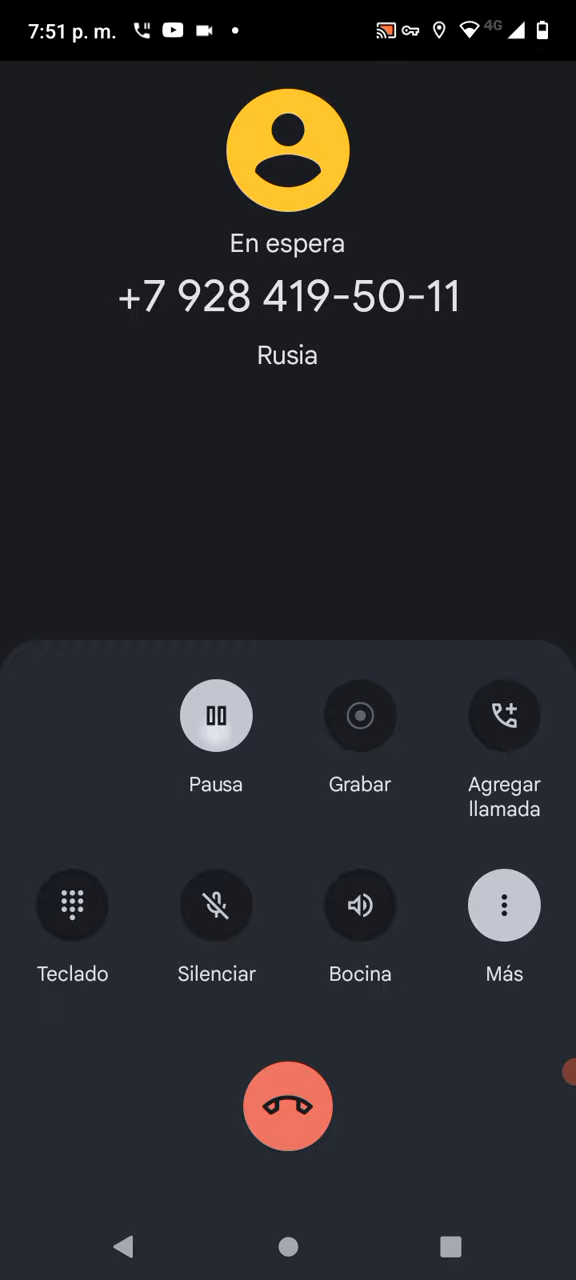 7:51 p. m.
4G
En espera
+7 928 419-50-11
Rusia
Pausa
Grabar
Agregar
llamada
Teclado
Silenciar
Bocina
Más